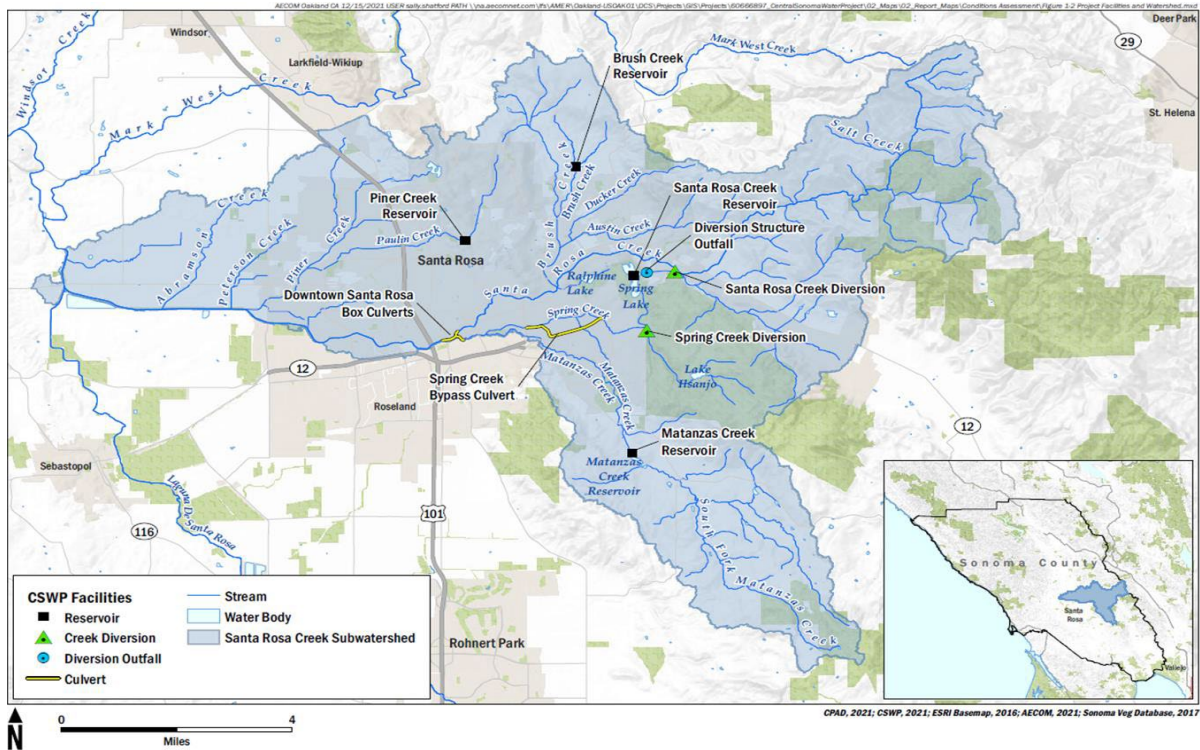 AECOM Oakland CA 12/15/2021 USER sally.shatford PATH \\na.aecomnet.com\lfs\AMER\Oakland-USOAK01\DCS\Projects\GIS\Projects\60666897_CentralSonomaWaterProject\02_Maps\02_Report_Maps\Conditions Assessment\Figure 1-2 Project Facilities and Watershed.mxd
Windsor
Larkfield-Wikiup
Windsor Creek
Mark West Creek
Mark West Creek
29
Deer Park
St. Helena
Brush Creek
Reservoir
Salt Creek
Brush Creek
Brush Creek
Ducker Creek
Piner Creek
Reservoir
Santa Rosa Creek
Reservoir
Abramson Creek
Peterson Creek
Piner Creek
Paulin Creek
Austin Creek
Diversion Structure
Outfall
Santa Rosa
Santa Rosa Creek
Ralphine
Lake
Spring
Lake
Santa Rosa Creek Diversion
Downtown Santa Rosa
Box Culverts
Spring Creek
Spring Creek Diversion
12
Spring Creek
Bypass Culvert
Matanzas Creek
Matanzas Creek
Lake
Ilsanjo
Roseland
12
Sebastopol
Matanzas Creek
Reservoir
Matanzas
Creek
Reservoir
Laguna De Santa Rosa
116
101
South Fork Matanzas Creek
Rohnert Park
CSWP Facilities
Reservoir
Creek Diversion
Diversion Outfall
Culvert
Stream
Water Body
Santa Rosa Creek Subwatershed
Sonoma County
Santa
Rosa
Vallejo
N
0 4
Miles
CPAD, 2021; CSWP, 2021; ESRI Basemap, 2016; AECOM, 2021; Sonoma Veg Database, 2017